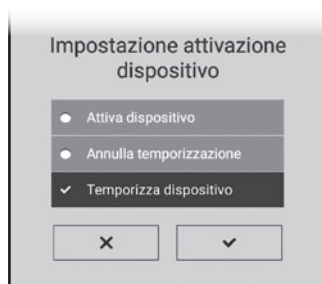 Impostazione attivazione
dispositivo
Attiva dispositivo
Annulla temporizzazione
Temporizza dispositivo